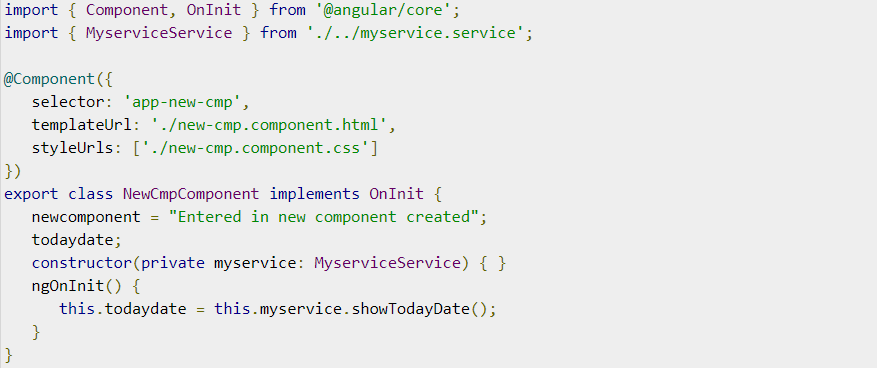 import { Component, OnInit } from '@angular/core';
import { MyserviceService } from './../myservice.service';

@Component({
   selector: 'app-new-cmp',
   templateUrl: './new-cmp.component.html',
   styleUrls: ['./new-cmp.component.css']
})
export class NewCmpComponent implements OnInit {
   newcomponent = "Entered in new component created";
   todaydate;
   constructor(private myservice: MyserviceService) { }
   ngOnInit() {
      this.todaydate = this.myservice.showTodayDate();
   }
}